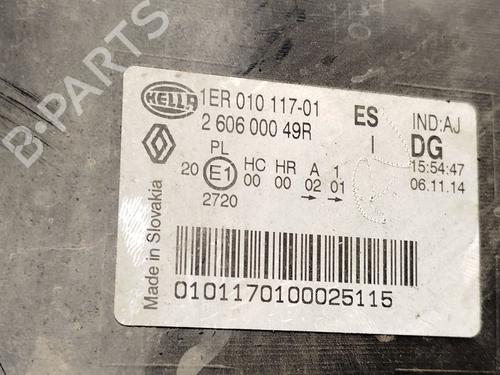 B-PARTS
HELLA
1ER 010 117-01
ES
IND:AJ
2 606 000 49R
I
DG
PL
15:54:47
20 E1 HC HR A 1
06.11.14
00 00 02 01
2720
Made in Slovakia
0101170100025115